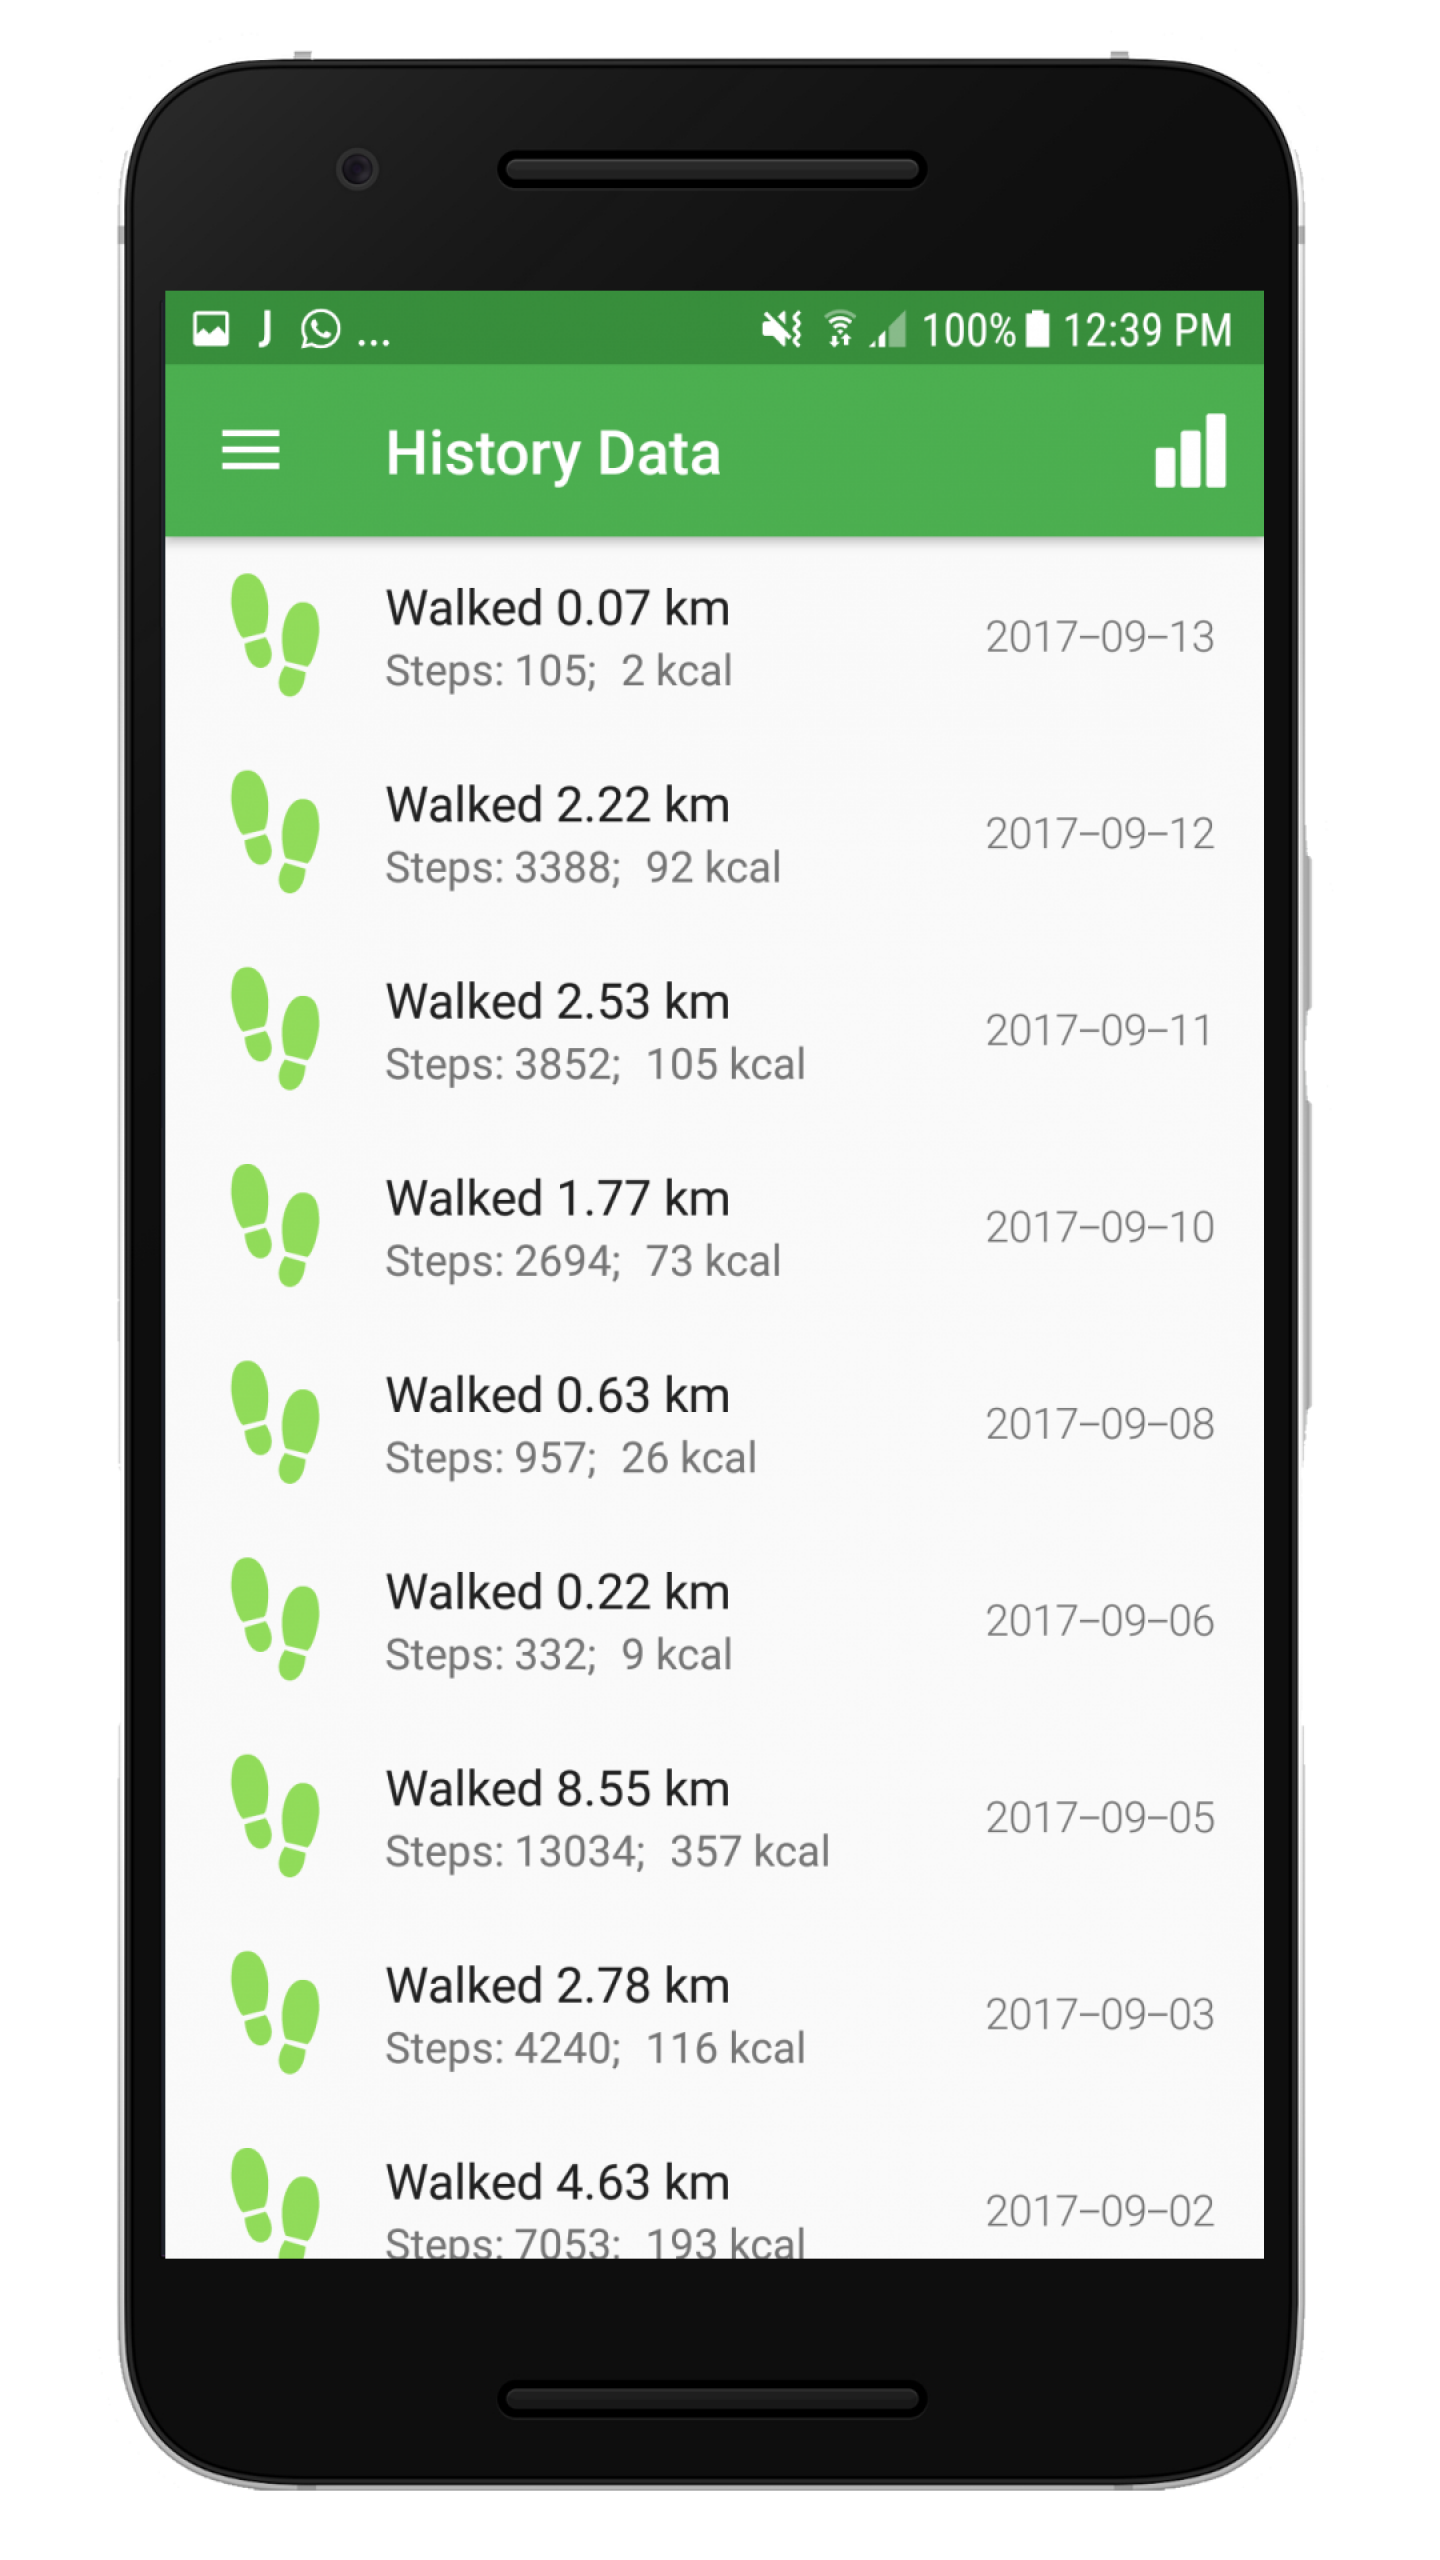 J ... 100% 12:39 PM
History Data
Walked 0.07 km
Steps: 105; 2 kcal
2017-09-13
Walked 2.22 km
Steps: 3388; 92 kcal
2017-09-12
Walked 2.53 km
Steps: 3852; 105 kcal
2017-09-11
Walked 1.77 km
Steps: 2694; 73 kcal
2017-09-10
Walked 0.63 km
Steps: 957; 26 kcal
2017-09-08
Walked 0.22 km
Steps: 332; 9 kcal
2017-09-06
Walked 8.55 km
Steps: 13034; 357 kcal
2017-09-05
Walked 2.78 km
Steps: 4240; 116 kcal
2017-09-03
Walked 4.63 km
Steps: 7053; 193 kcal
2017-09-02